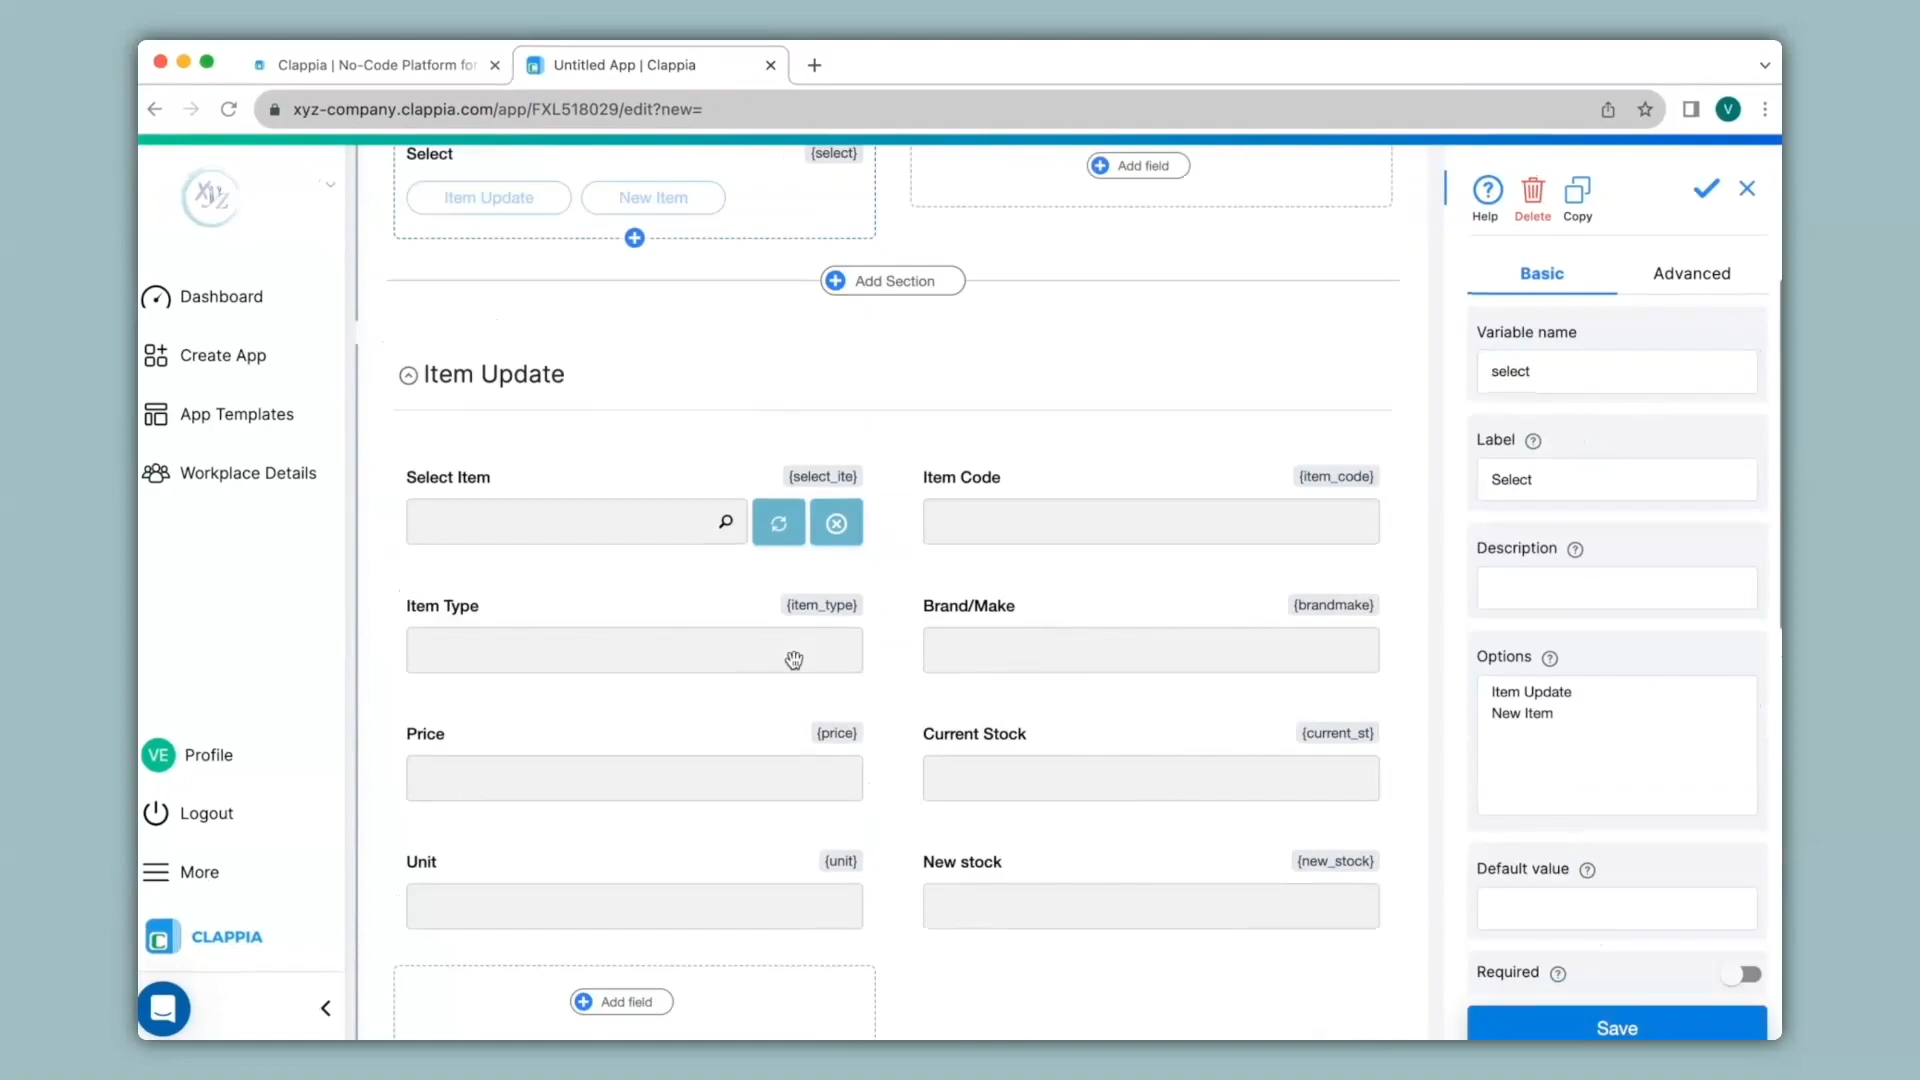 Clappia | No-Code Platform for
Untitled App | Clappia
xyz-company.clappia.com/app/FXL518029/edit?new=
V
XYZ
Dashboard
Create App
App Templates
Workplace Details
VE Profile
Logout
More
CLAPPIA
Select {select}
Item Update New Item
Add field
Add Section
Item Update
Select Item {select_ite}
Item Code {item_code}
Item Type {item_type}
Brand/Make {brandmake}
Price {price}
Current Stock {current_st}
Unit {unit}
New stock {new_stock}
Add field
Help Delete Copy
Basic Advanced
Variable name
select
Label
Select
Description
Options
Item Update
New Item
Default value
Required
Save